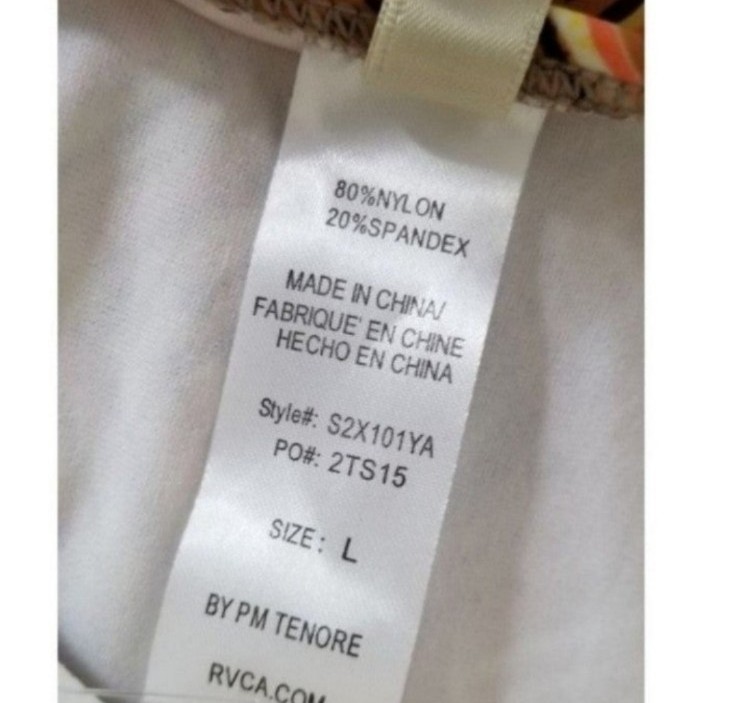 80%NYLON
20%SPANDEX
MADE IN CHINA/
FABRIQUE' EN CHINE
HECHO EN CHINA
Style#: S2X101YA
PO#: 2TS15
SIZE: L
BY PM TENORE
RVCA.COM